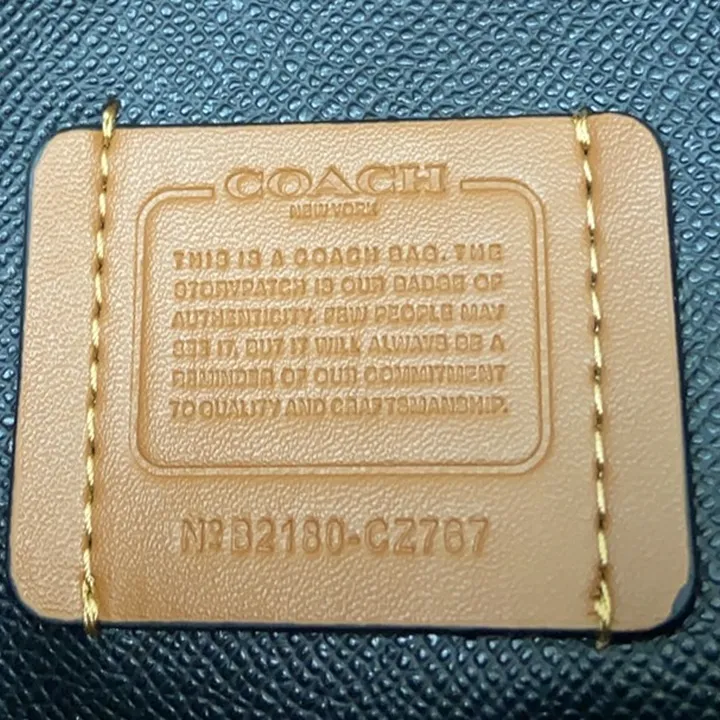 COACH
NEW YORK
THIS IS A COACH BAG. THE
STORYPATCH IS OUR BADGE OF
AUTHENTICITY. FEW PEOPLE MAY
SEE IT, BUT IT WILL ALWAYS BE A
REMINDER OF OUR COMMITMENT
TO QUALITY AND CRAFTSMANSHIP.
Nº B2180-CZ767